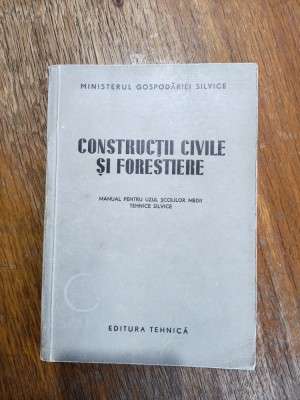 MINISTERUL GOSPODĂRIEI SILVICE
CONSTRUCȚII CIVILE
ȘI FORESTIERE
MANUAL PENTRU UZUL ȘCOLILOR MEDII
TEHNICE SILVICE
EDITURA TEHNICĂ